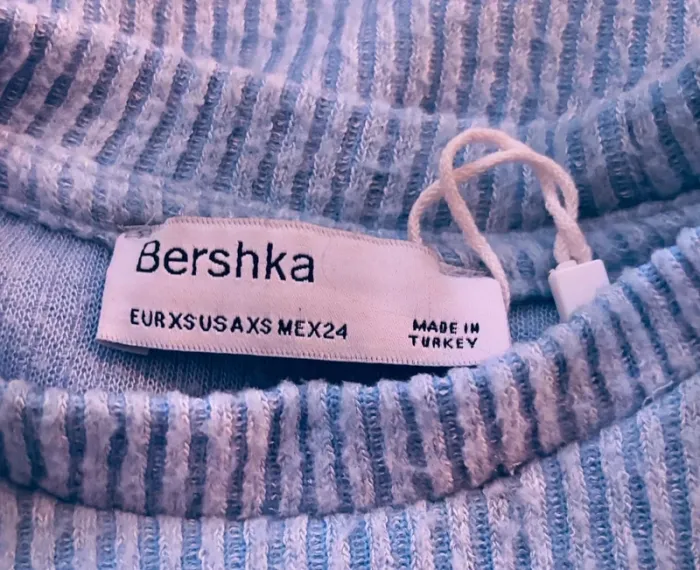 Bershka
EUR XS USA XS MEX 24
MADE IN
TURKEY